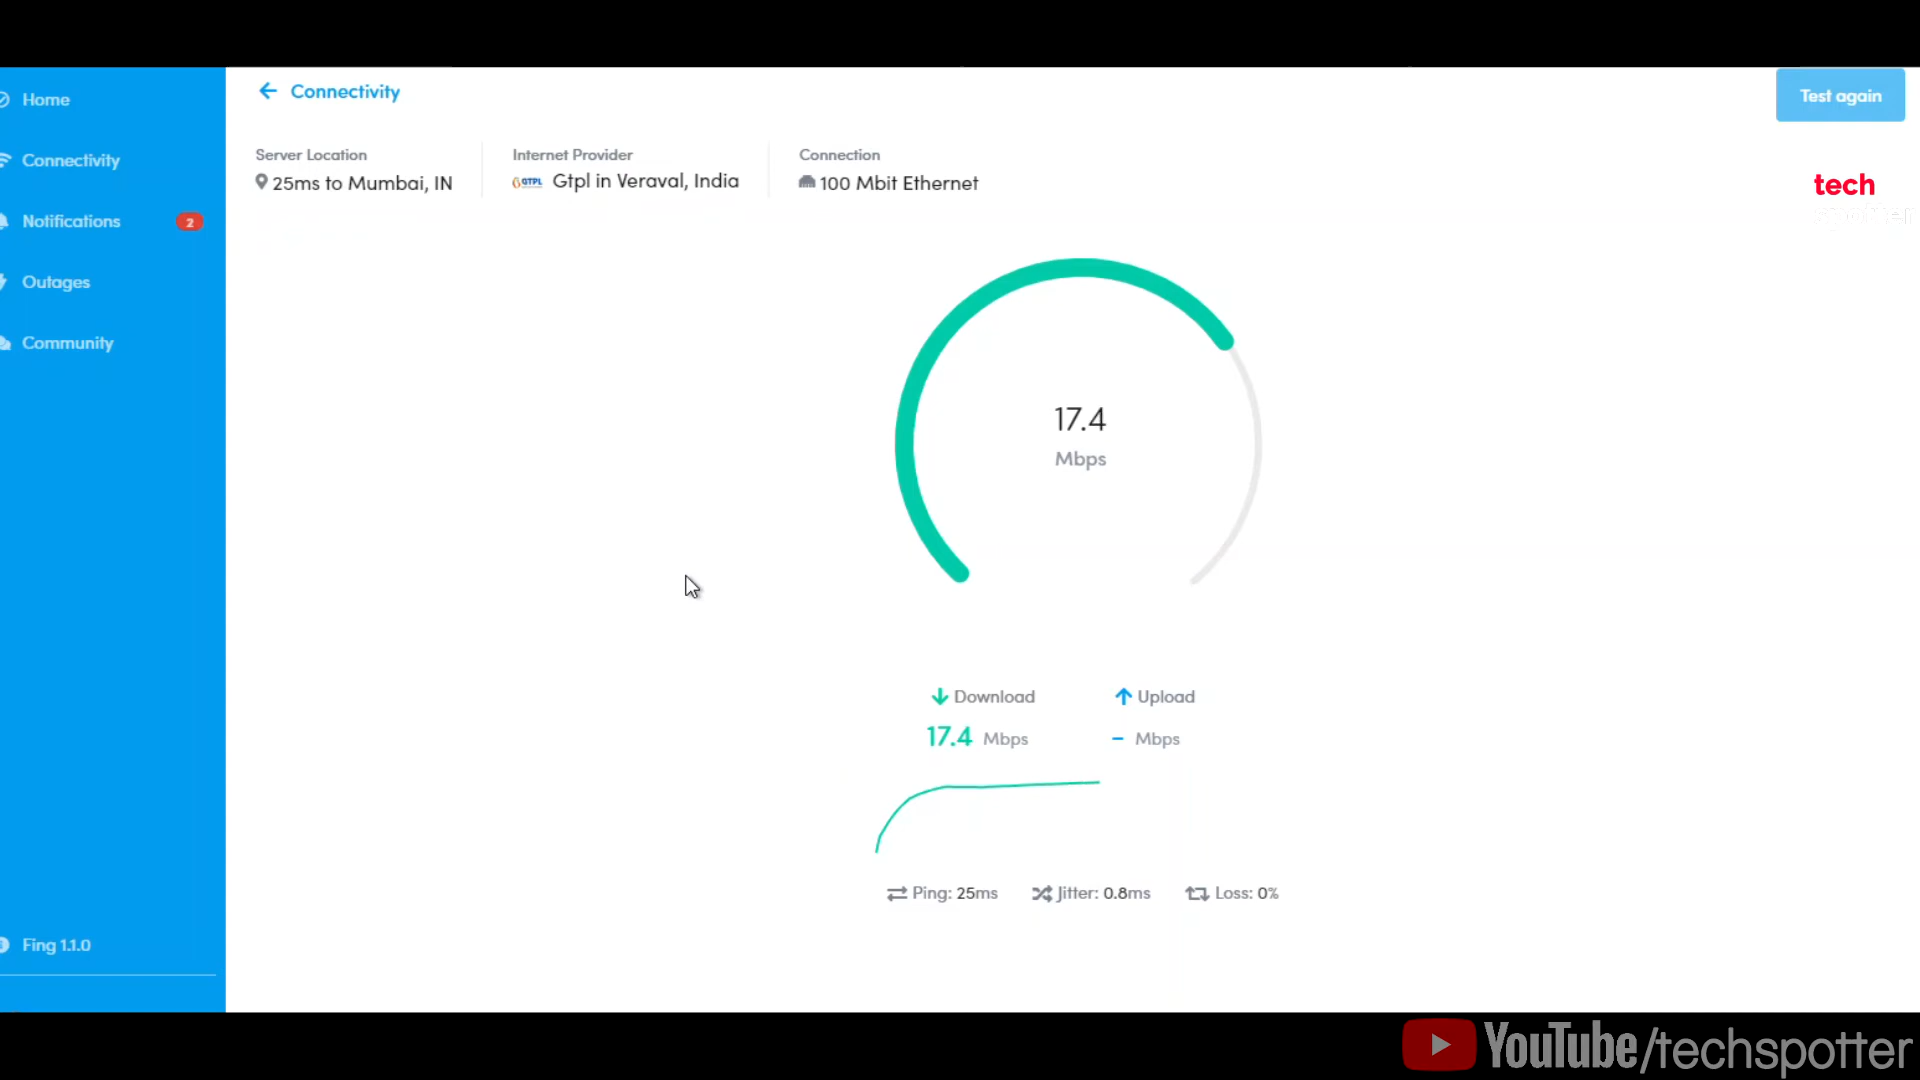 Home
Connectivity
Notifications 2
Outages
Community
Fing 1.1.0
Connectivity
Test again
Server Location
25ms to Mumbai, IN
Internet Provider
GTPL Gtpl in Veraval, India
Connection
100 Mbit Ethernet
tech
spotter
17.4
Mbps
Download
17.4 Mbps
Upload
– Mbps
Ping: 25ms
Jitter: 0.8ms
Loss: 0%
YouTube/techspotter